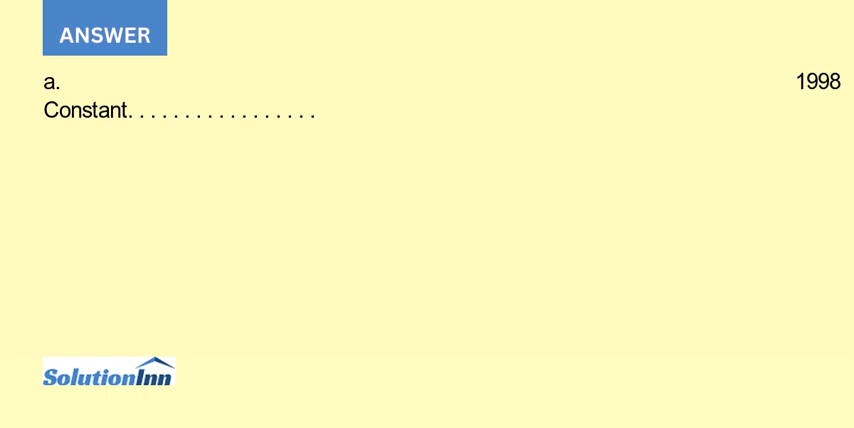 ANSWER
a. 1998
Constant. . . . . . . . . . . . . . . . .
SolutionInn